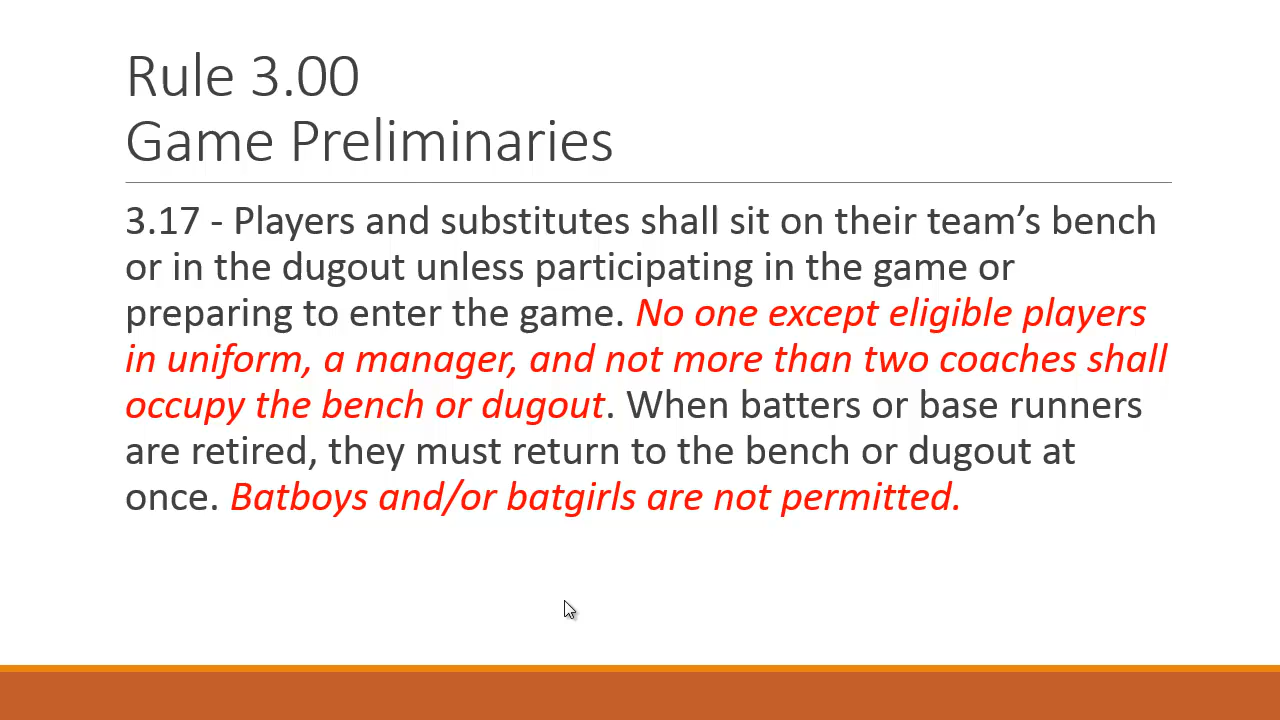 Rule 3.00
Game Preliminaries
3.17 - Players and substitutes shall sit on their team’s bench
or in the dugout unless participating in the game or
preparing to enter the game. No one except eligible players
in uniform, a manager, and not more than two coaches shall
occupy the bench or dugout. When batters or base runners
are retired, they must return to the bench or dugout at
once. Batboys and/or batgirls are not permitted.